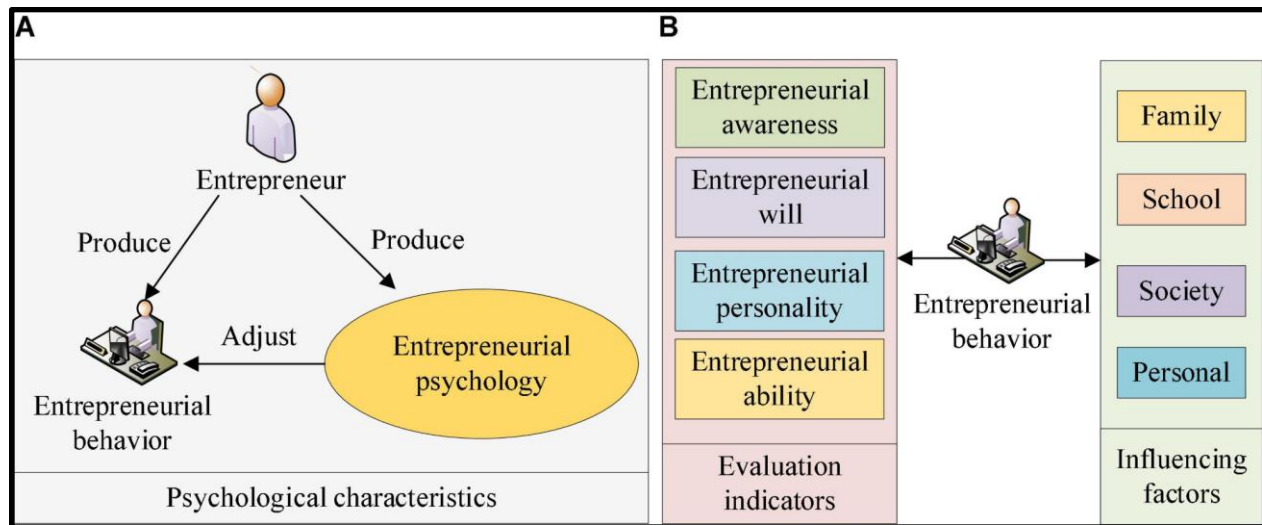 A
Entrepreneur
Produce
Produce
Adjust
Entrepreneurial
psychology
Entrepreneurial
behavior
Psychological characteristics
B
Entrepreneurial
awareness
Entrepreneurial
will
Entrepreneurial
personality
Entrepreneurial
ability
Evaluation
indicators
Entrepreneurial
behavior
Family
School
Society
Personal
Influencing
factors